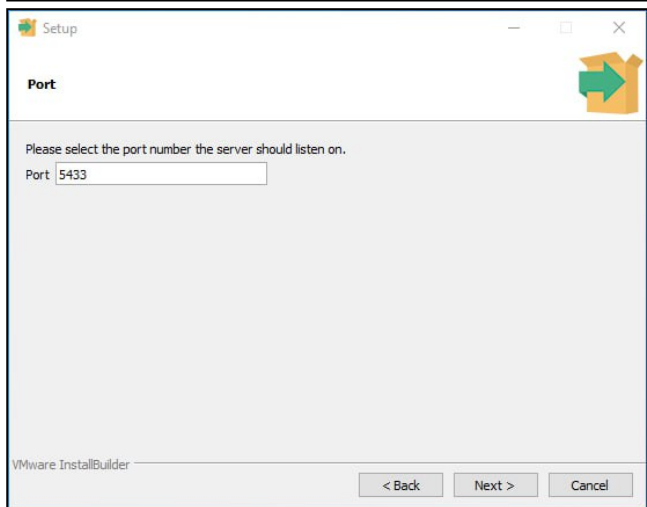 Setup
Port
Please select the port number the server should listen on.
Port 5433
VMware InstallBuilder
< Back Next > Cancel